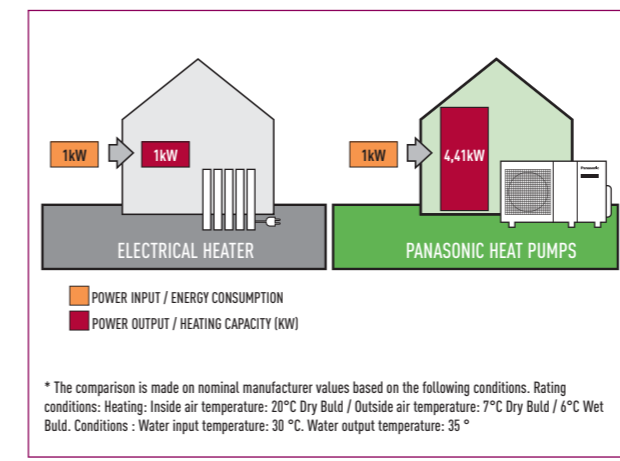 1kW
1kW
ELECTRICAL HEATER
1kW
4,41kW
Panasonic
PANASONIC HEAT PUMPS
POWER INPUT / ENERGY CONSUMPTION
POWER OUTPUT / HEATING CAPACITY (KW)
* The comparison is made on nominal manufacturer values based on the following conditions. Rating
conditions: Heating: Inside air temperature: 20°C Dry Buld / Outside air temperature: 7°C Dry Buld / 6°C Wet
Buld. Conditions : Water input temperature: 30 °C. Water output temperature: 35 °